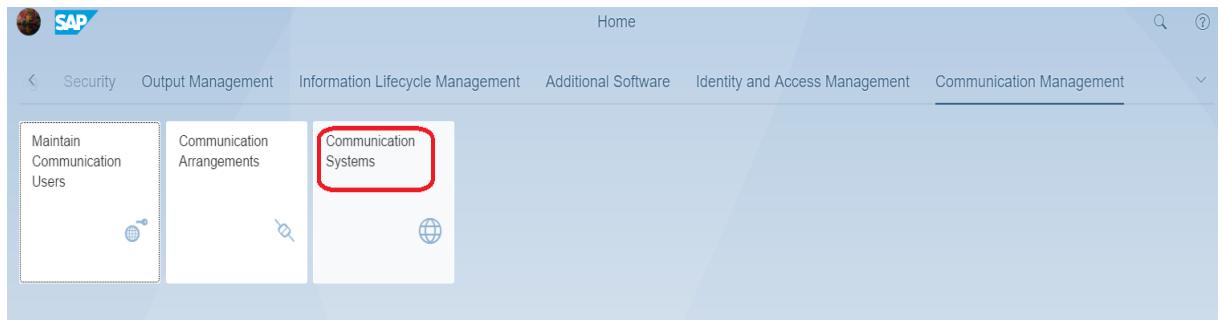 SAP
Home
Security Output Management Information Lifecycle Management Additional Software Identity and Access Management Communication Management
Maintain
Communication
Users
Communication
Arrangements
Communication
Systems